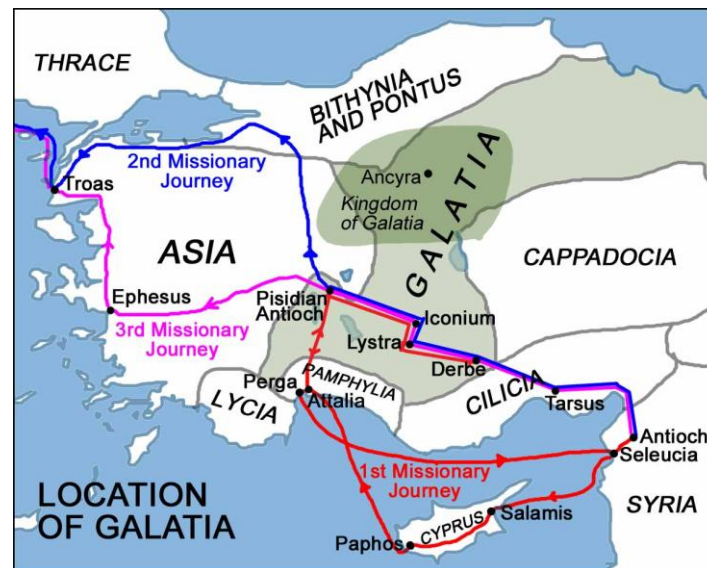 THRACE
BITHYNIA
AND PONTUS
2nd Missionary
Journey
Troas
Ancyra
Kingdom
of Galatia
GALATIA
ASIA
CAPPADOCIA
Ephesus
3rd Missionary
Journey
Pisidian
Antioch
Iconium
Lystra
Derbe
PAMPHYLIA
Perga
Attalia
LYCIA
CILICIA
Tarsus
Antioch
Seleucia
1st Missionary
Journey
SYRIA
LOCATION
OF GALATIA
CYPRUS
Salamis
Paphos